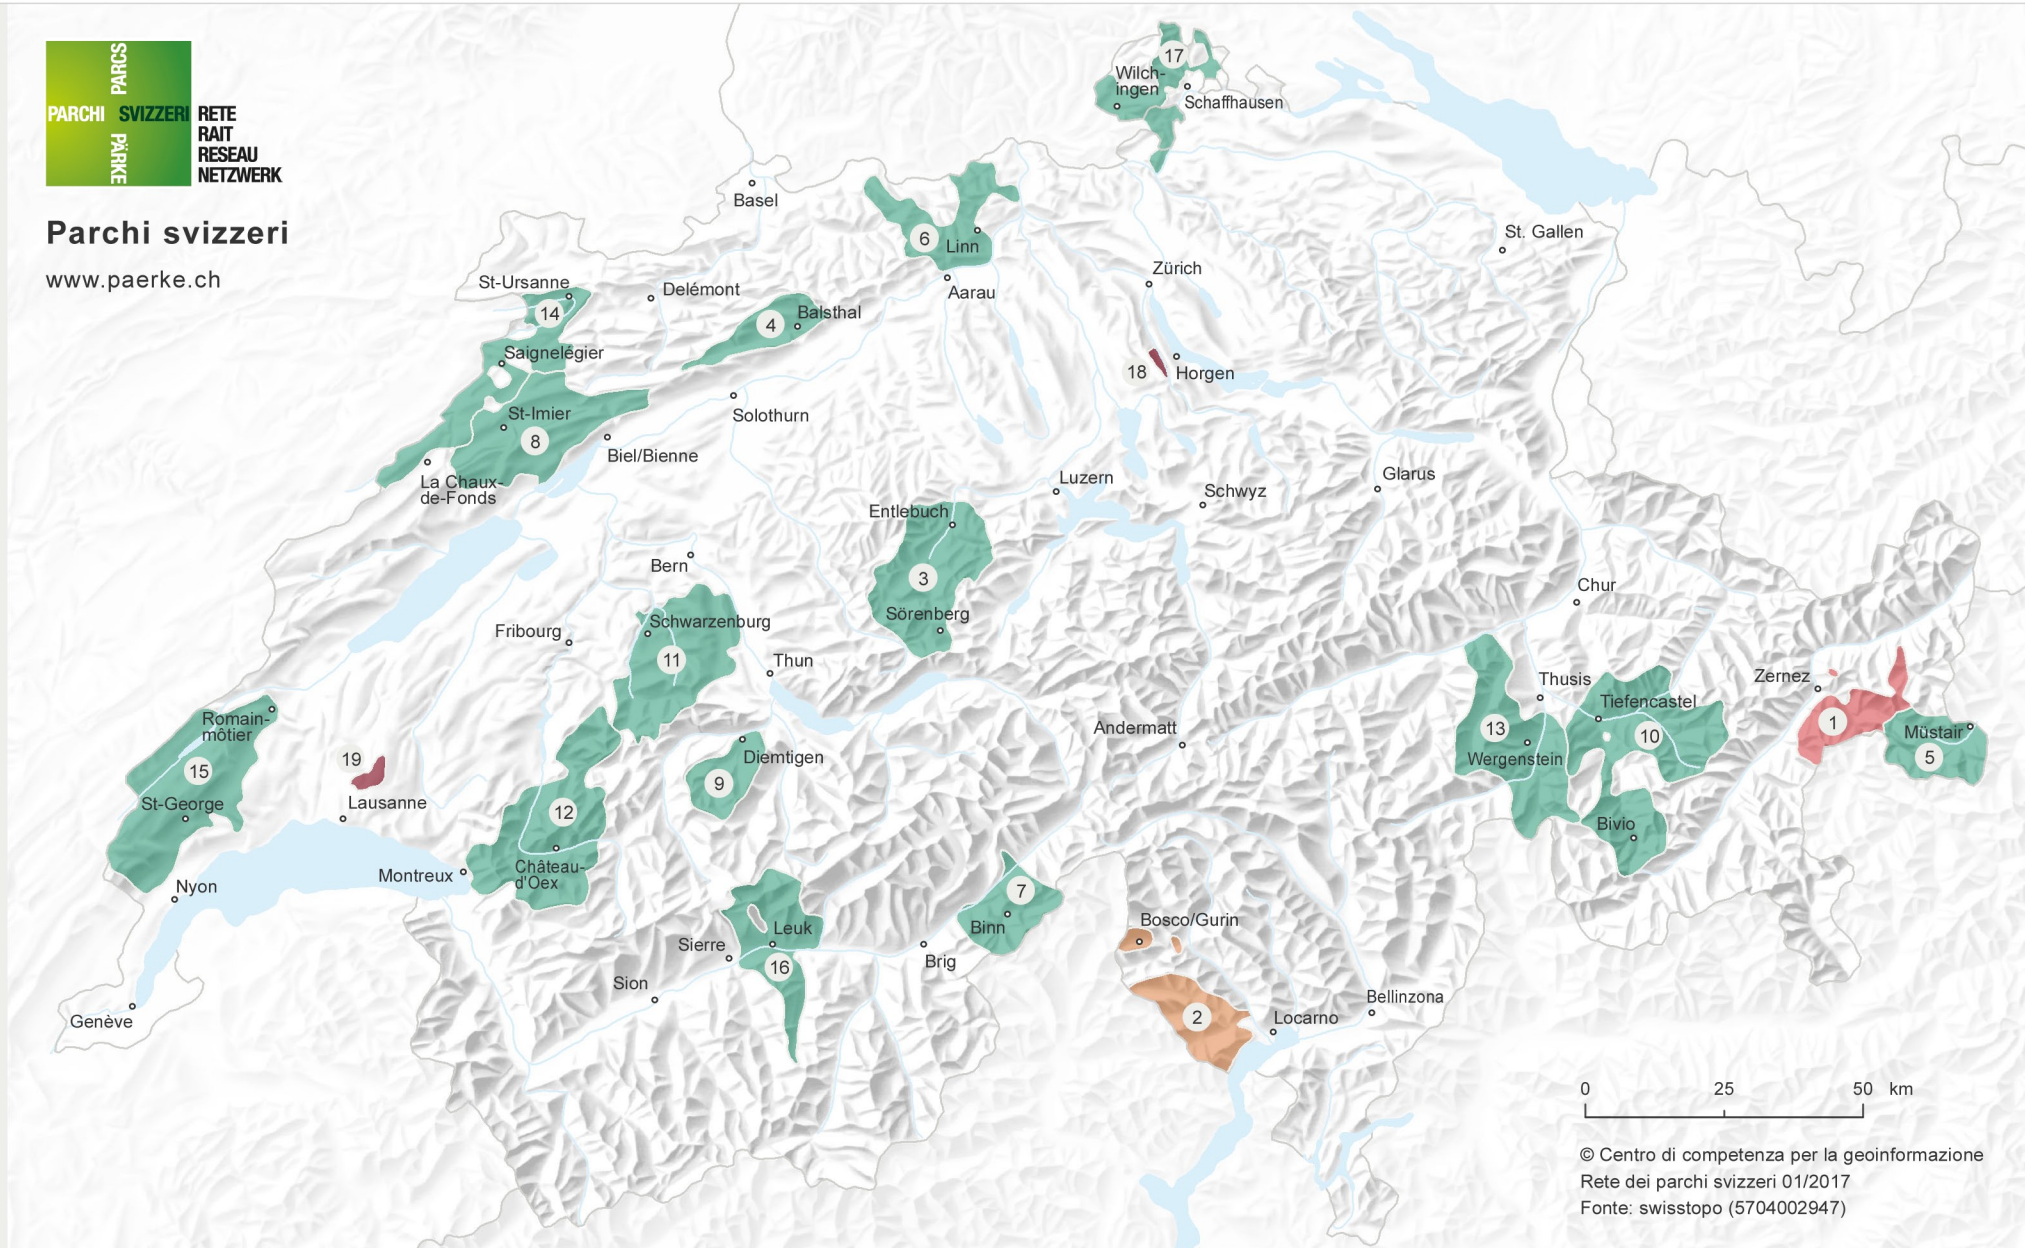 PARCS
PARCHI SVIZZERI
PÄRKE
RETE
RAIT
RESEAU
NETZWERK
Parchi svizzeri
www.paerke.ch
17
Wilch-
ingen
Schaffhausen
Basel
6
Linn
Aarau
St. Gallen
Zürich
St-Ursanne
14
Delémont
4
Balsthal
Saignelégier
18
Horgen
St-Imier
8
Solothurn
Biel/Bienne
La Chaux-
de-Fonds
Luzern
Schwyz
Glarus
Entlebuch
3
Sörenberg
Bern
Chur
Fribourg
Schwarzenburg
11
Thun
Thusis
Zernez
Tiefencastel
Romain-
môtier
15
St-George
19
Lausanne
Andermatt
13
Wergenstein
10
1
Müstair
5
Diemtigen
9
12
Château-
d'Oex
Bivio
Montreux
Nyon
7
Binn
Leuk
16
Sierre
Brig
Sion
Bosco/Gurin
2
Locarno
Bellinzona
Genève
0 25 50 km
© Centro di competenza per la geoinformazione
Rete dei parchi svizzeri 01/2017
Fonte: swisstopo (5704002947)